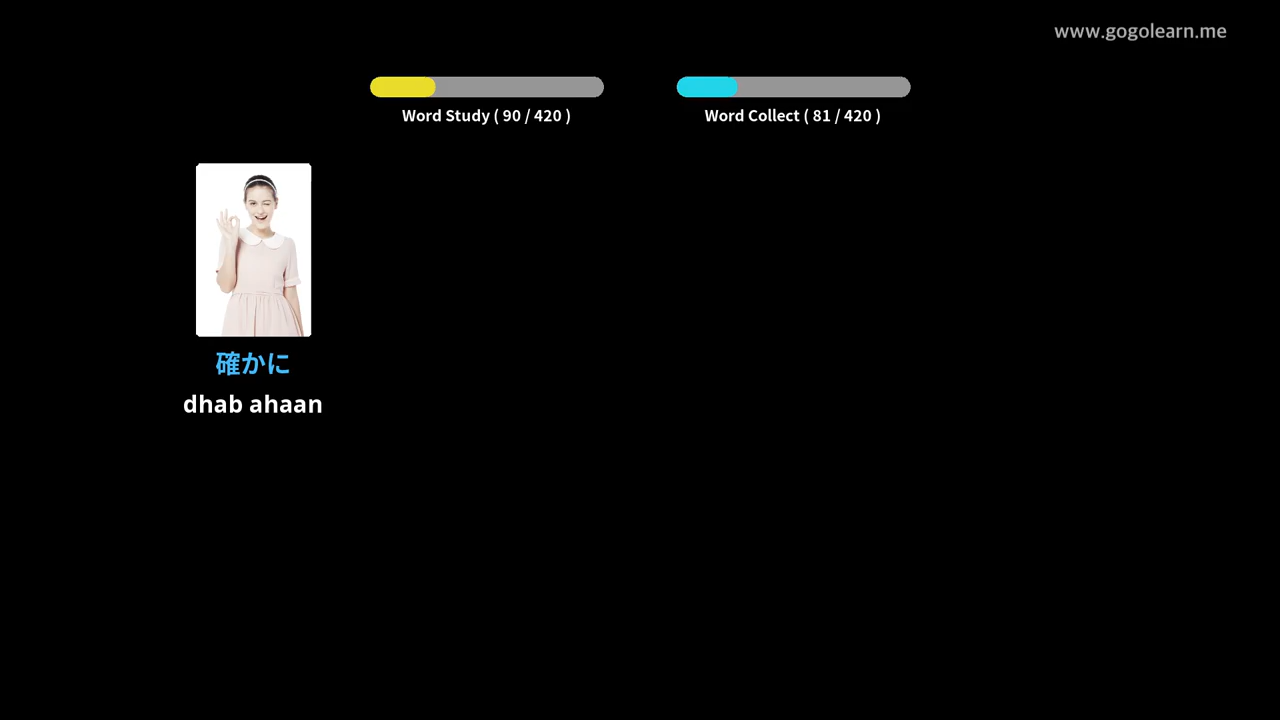 www.gogolearn.me
Word Study ( 90 / 420 )
Word Collect ( 81 / 420 )
確かに
dhab ahaan